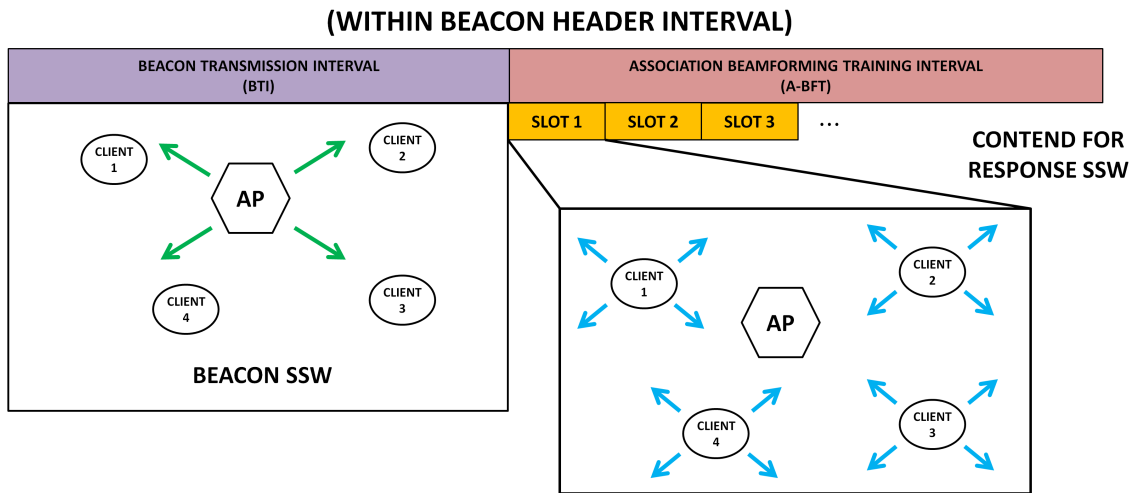 (WITHIN BEACON HEADER INTERVAL)
BEACON TRANSMISSION INTERVAL
(BTI)
ASSOCIATION BEAMFORMING TRAINING INTERVAL
(A-BFT)
SLOT 1
SLOT 2
SLOT 3
...
CONTEND FOR
RESPONSE SSW
CLIENT
1
CLIENT
2
AP
CLIENT
4
CLIENT
3
BEACON SSW
CLIENT
1
CLIENT
2
AP
CLIENT
4
CLIENT
3